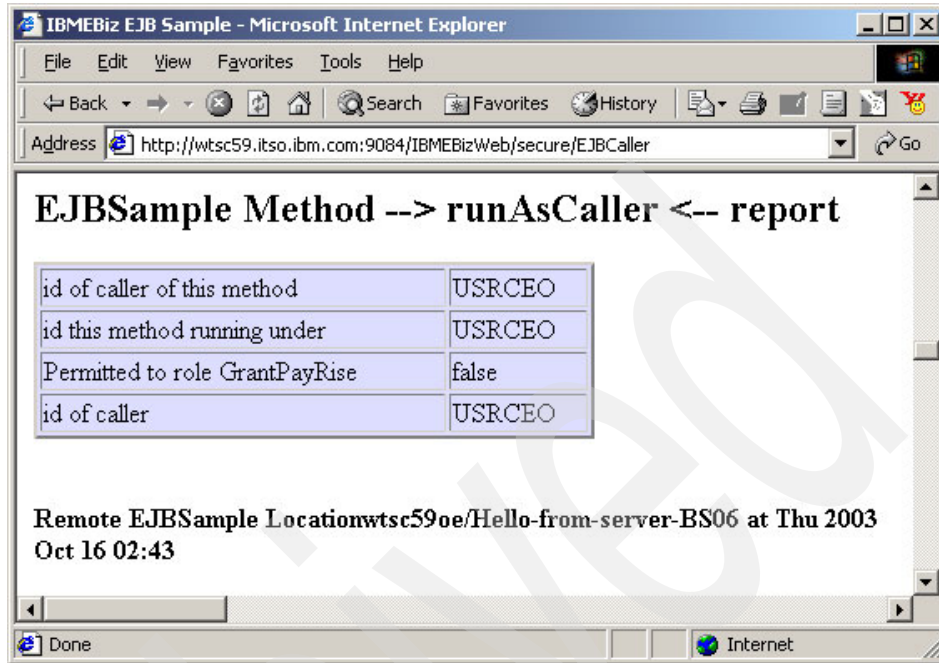 IBMEBiz EJB Sample - Microsoft Internet Explorer
File Edit View Favorites Tools Help
Back Search Favorites History
Address http://wtsc59.itso.ibm.com:9084/IBMEBizWeb/secure/EJBCaller Go
EJBSample Method --> runAsCaller <-- report
id of caller of this method USRCEO
id this method running under USRCEO
Permitted to role GrantPayRise false
id of caller USRCEO
Remote EJBSample Locationwtsc59oe/Hello-from-server-BS06 at Thu 2003
Oct 16 02:43
Done Internet